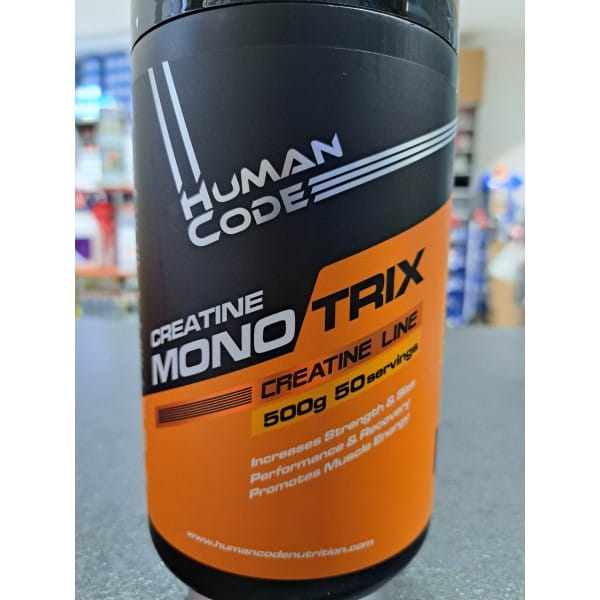 HUMAN
CODE
CREATINE
MONO/TRIX
CREATINE LINE
500g 50 servings
Increases Strength & Size
Performance & Recovery
Promotes Muscle Energy
www.humancodenutrition.com